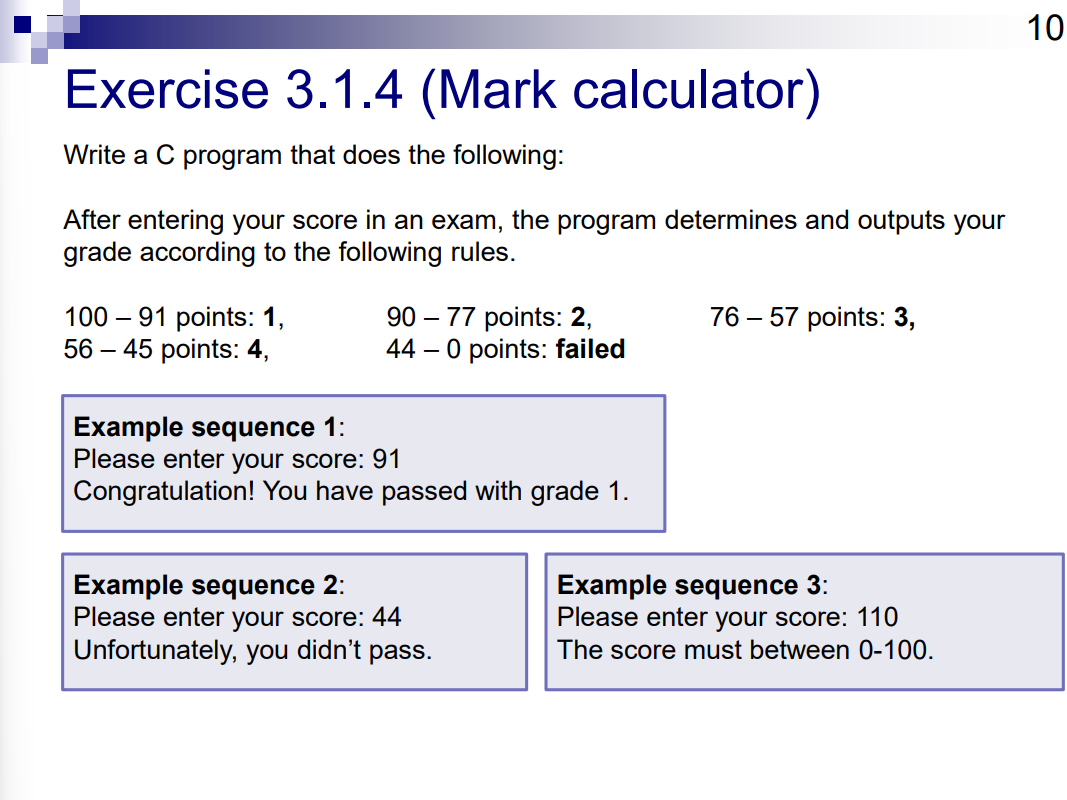 10
Exercise 3.1.4 (Mark calculator)
Write a C program that does the following:
After entering your score in an exam, the program determines and outputs your
grade according to the following rules.
100 – 91 points: 1, 90 – 77 points: 2, 76 – 57 points: 3,
56 – 45 points: 4, 44 – 0 points: failed
Example sequence 1:
Please enter your score: 91
Congratulation! You have passed with grade 1.
Example sequence 2:
Please enter your score: 44
Unfortunately, you didn’t pass.
Example sequence 3:
Please enter your score: 110
The score must between 0-100.